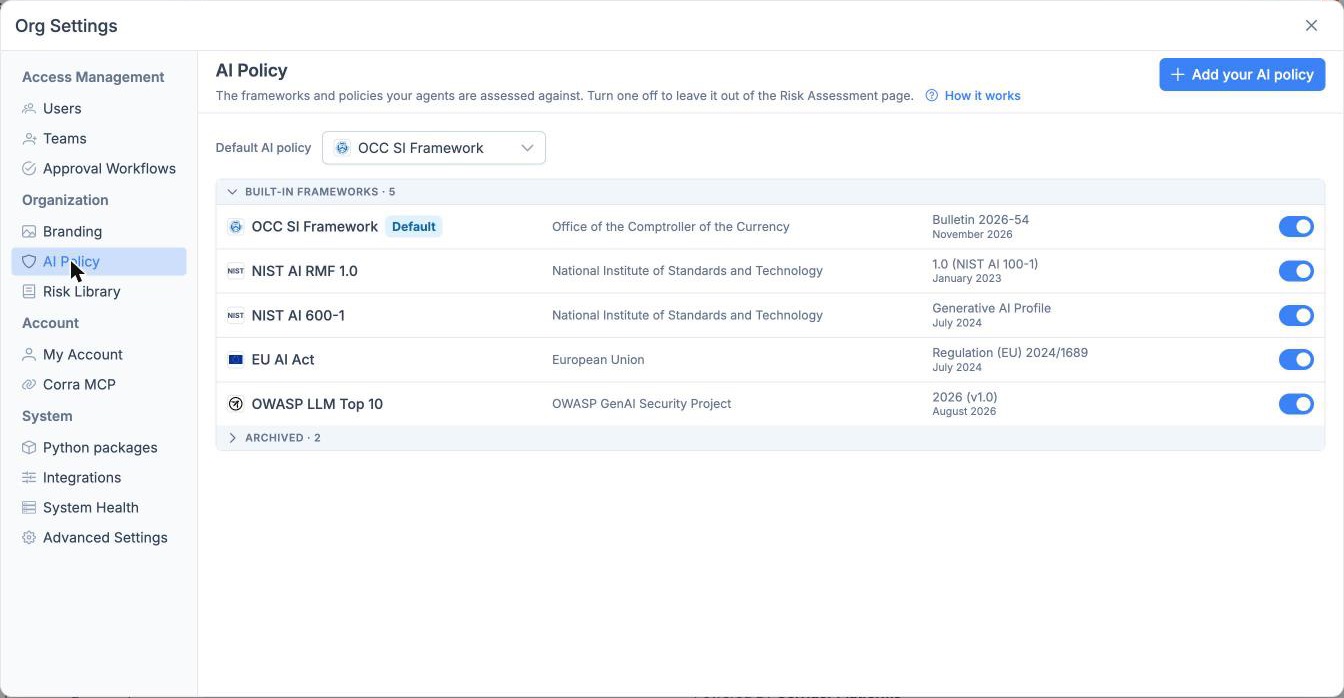 Org Settings
Access Management
Users
Teams
Approval Workflows
Organization
Branding
AI Policy
Risk Library
Account
My Account
Corra MCP
System
Python packages
Integrations
System Health
Advanced Settings
AI Policy
The frameworks and policies your agents are assessed against. Turn one off to leave it out of the Risk Assessment page. How it works
Add your AI policy
Default AI policy OCC SI Framework
BUILT-IN FRAMEWORKS · 5
OCC SI Framework Default Office of the Comptroller of the Currency Bulletin 2026-54
November 2026
NIST NIST AI RMF 1.0 National Institute of Standards and Technology 1.0 (NIST AI 100-1)
January 2023
NIST NIST AI 600-1 National Institute of Standards and Technology Generative AI Profile
July 2024
EU AI Act European Union Regulation (EU) 2024/1689
July 2024
OWASP LLM Top 10 OWASP GenAI Security Project 2026 (v1.0)
August 2026
ARCHIVED · 2